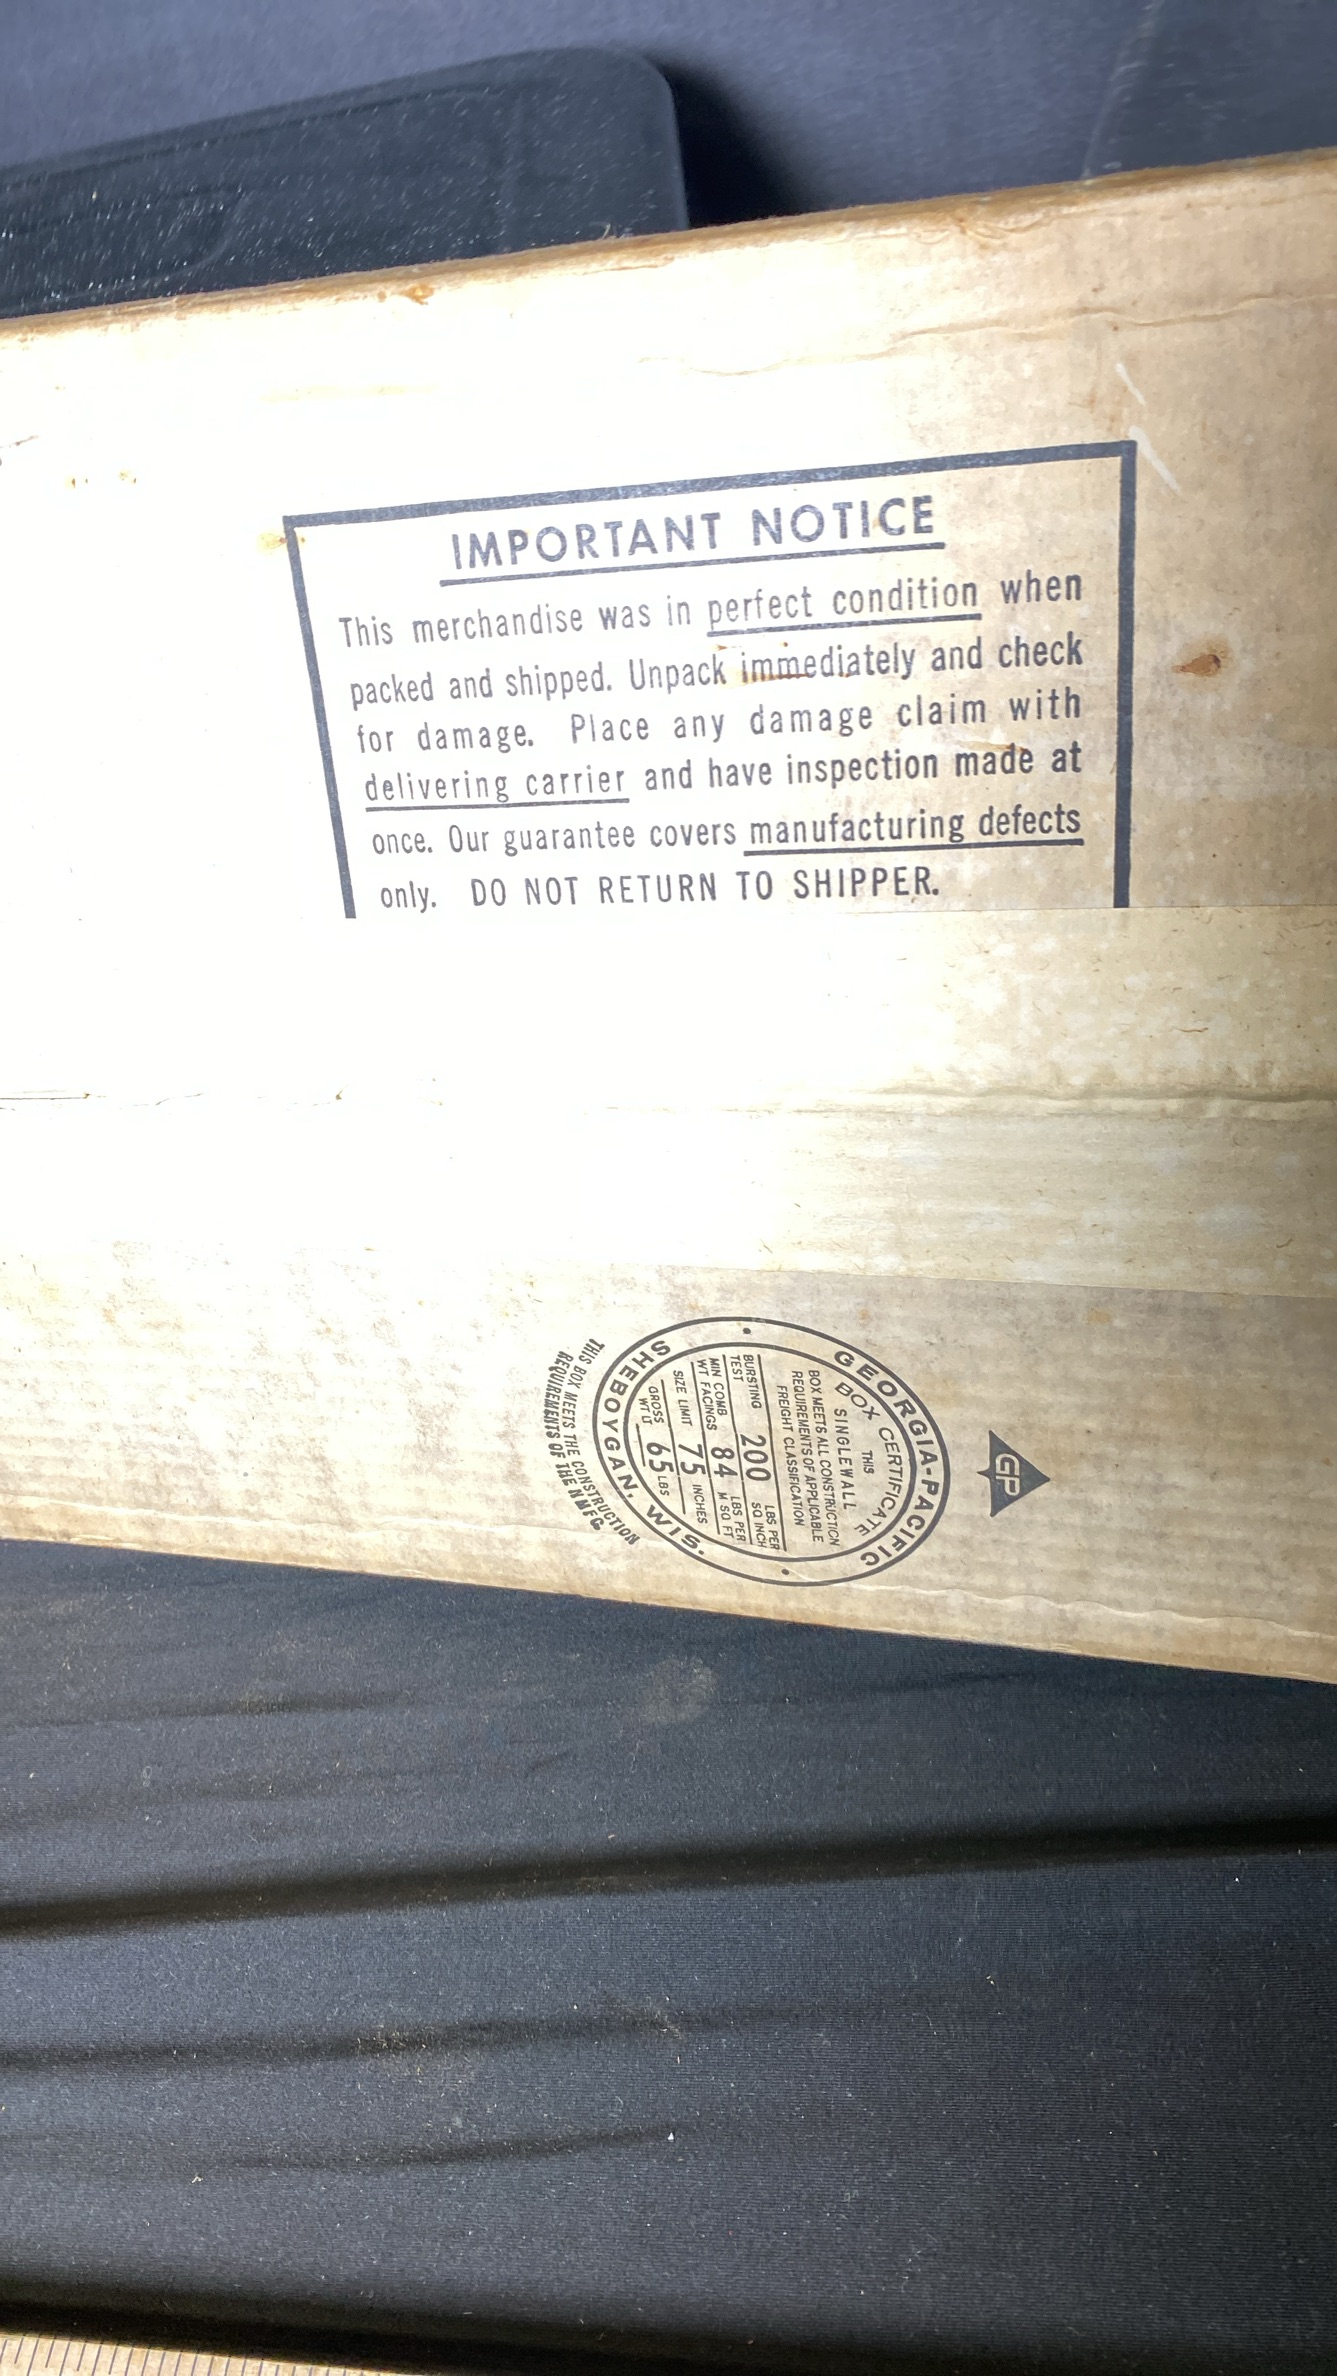 IMPORTANT NOTICE
This merchandise was in perfect condition when
packed and shipped. Unpack immediately and check
for damage. Place any damage claim with
delivering carrier and have inspection made at
once. Our guarantee covers manufacturing defects
only. DO NOT RETURN TO SHIPPER.
GP
GEORGIA-PACIFIC
BOX CERTIFICATE
THIS
SINGLEWALL
BOX MEETS ALL CONSTRUCTION
REQUIREMENTS OF APPLICABLE
FREIGHT CLASSIFICATION
BURSTING TEST 200 LBS PER SQ INCH
MIN COMB WT FACINGS 84 LBS PER M SQ FT
SIZE LIMIT 75 INCHES
GROSS WT LT 65 LBS
SHEBOYGAN, WIS.
THIS BOX MEETS THE CONSTRUCTION
REQUIREMENTS OF THE NMFC